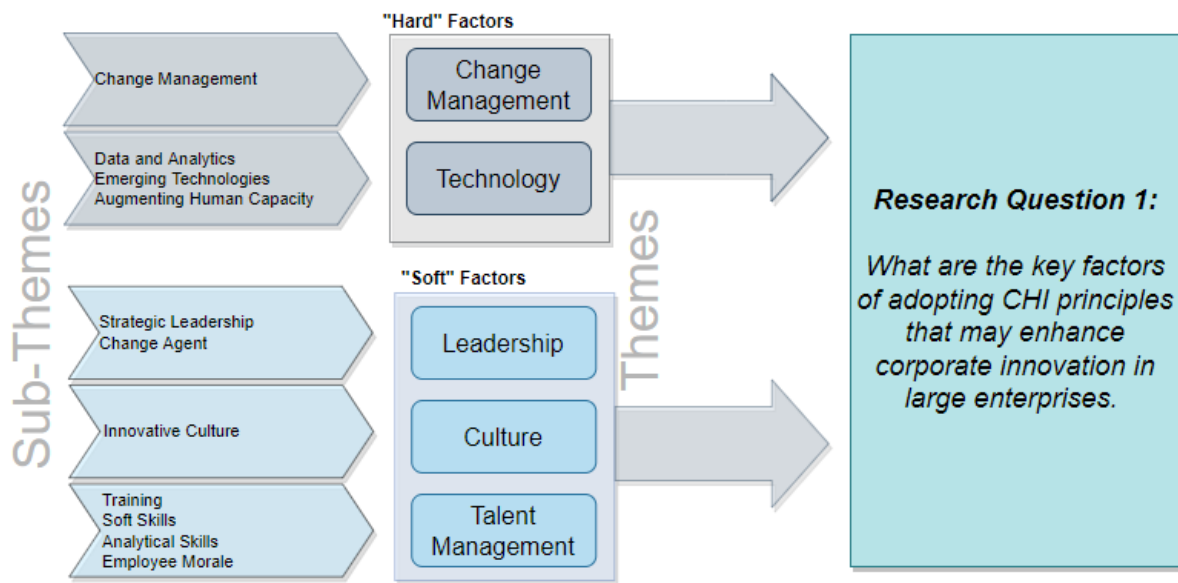 "Hard" Factors
Change Management
Change
Management
Data and Analytics
Emerging Technologies
Augmenting Human Capacity
Technology
Sub-Themes
Themes
"Soft" Factors
Strategic Leadership
Change Agent
Leadership
Innovative Culture
Culture
Training
Soft Skills
Analytical Skills
Employee Morale
Talent
Management
Research Question 1:
What are the key factors
of adopting CHI principles
that may enhance
corporate innovation in
large enterprises.